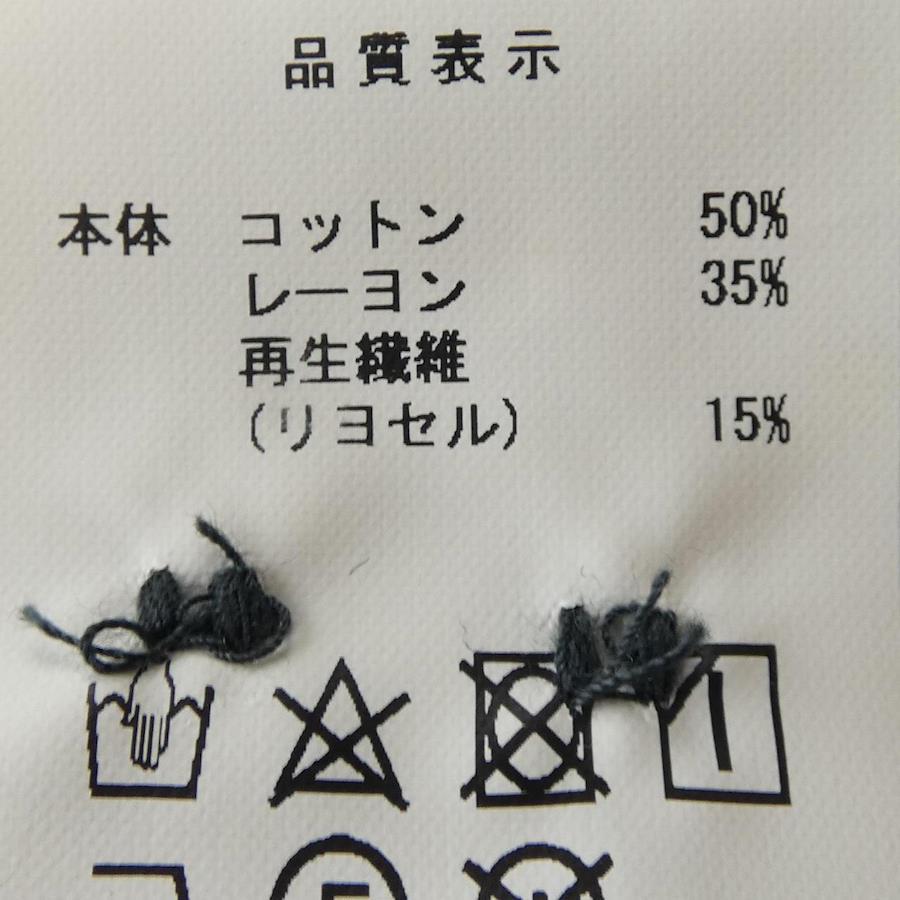 品質表示
本体 コットン 50%
レーヨン 35%
再生繊維
(リヨセル) 15%